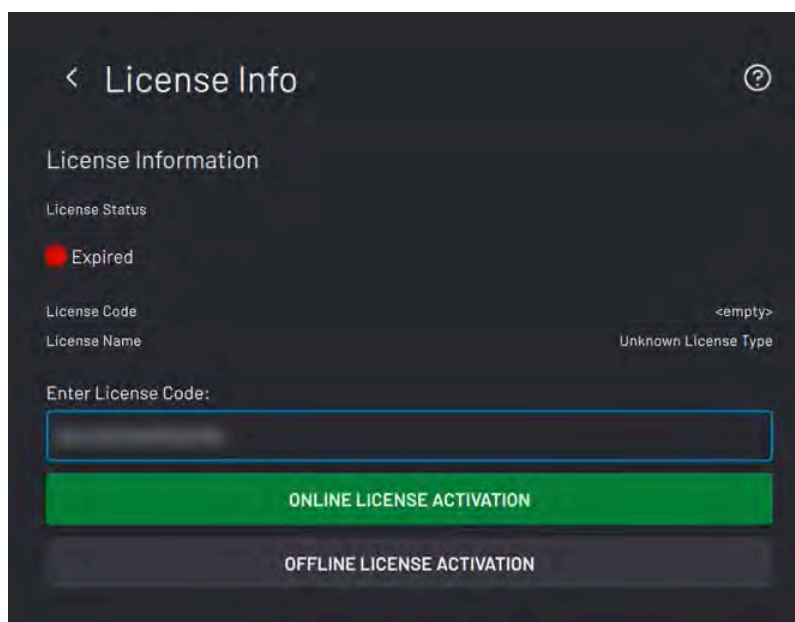 License Info
License Information
License Status
Expired
License Code <empty>
License Name Unknown License Type
Enter License Code:
ONLINE LICENSE ACTIVATION
OFFLINE LICENSE ACTIVATION